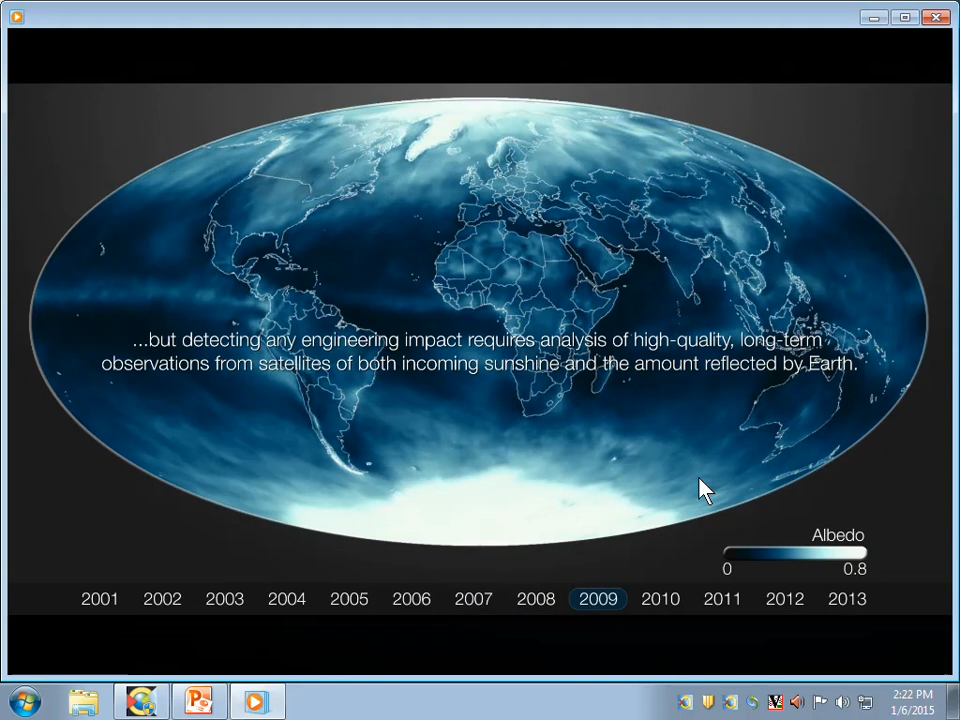 ...but detecting any engineering impact requires analysis of high-quality, long-term
observations from satellites of both incoming sunshine and the amount reflected by Earth.
Albedo
0 0.8
2001 2002 2003 2004 2005 2006 2007 2008 2009 2010 2011 2012 2013
2:22 PM
1/6/2015